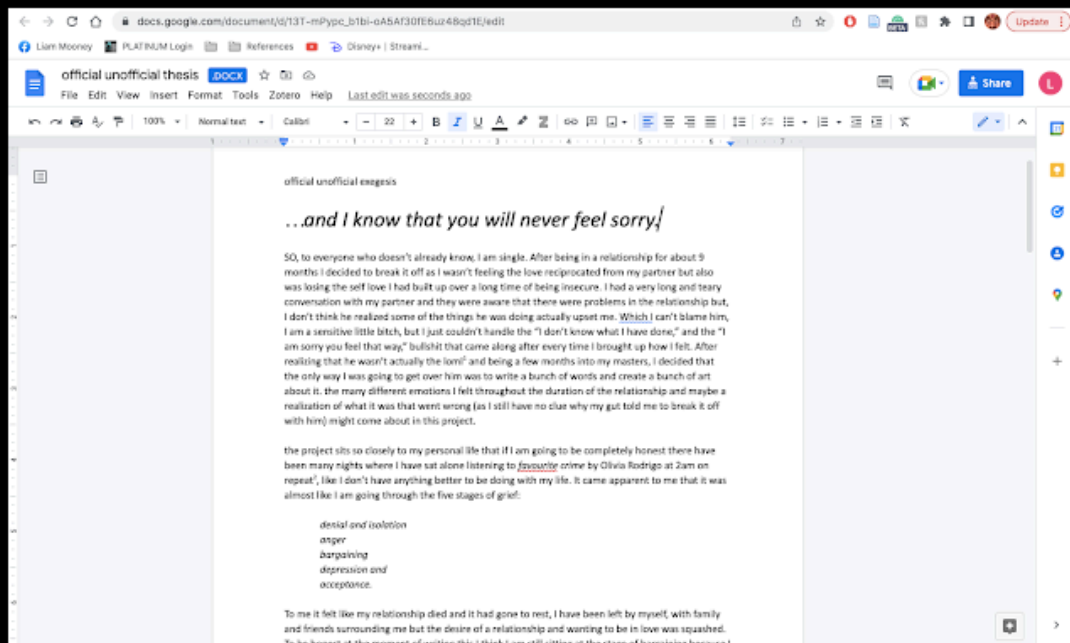 docs.google.com/document/d/13T-mPypc_b1bi-oA5Af30fE6uz48qd1E/edit
Update
BETA
Liam Mooney PLATINUM Login References Disney+ | Streami...
official unofficial thesis .DOCX
File Edit View Insert Format Tools Zotero Help Last edit was seconds ago
Share
L
100% Normal text Calibri − 22 + B I U A Z
1 2 3 4 5 6 7
official unofficial exegesis
…and I know that you will never feel sorry,
SO, to everyone who doesn't already know, I am single. After being in a relationship for about 9
months I decided to break it off as I wasn't feeling the love reciprocated from my partner but also
was losing the self love I had built up over a long time of being insecure. I had a very long and teary
conversation with my partner and they were aware that there were problems in the relationship but,
I don't think he realized some of the things he was doing actually upset me. Which I can't blame him,
I am a sensitive little bitch, but I just couldn't handle the "I don't know what I have done," and the "I
am sorry you feel that way," bullshit that came along after every time I brought up how I felt. After
realizing that he wasn't actually the loml¹ and being a few months into my masters, I decided that
the only way I was going to get over him was to write a bunch of words and create a bunch of art
about it. the many different emotions I felt throughout the duration of the relationship and maybe a
realization of what it was that went wrong (as I still have no clue why my gut told me to break it off
with him) might come about in this project.
the project sits so closely to my personal life that if I am going to be completely honest there have
been many nights where I have sat alone listening to favourite crime by Olivia Rodrigo at 2am on
repeat², like I don't have anything better to be doing with my life. It came apparent to me that it was
almost like I am going through the five stages of grief:
denial and isolation
anger
bargaining
depression and
acceptance.
To me it felt like my relationship died and it had gone to rest, I have been left by myself, with family
and friends surrounding me but the desire of a relationship and wanting to be in love was squashed.